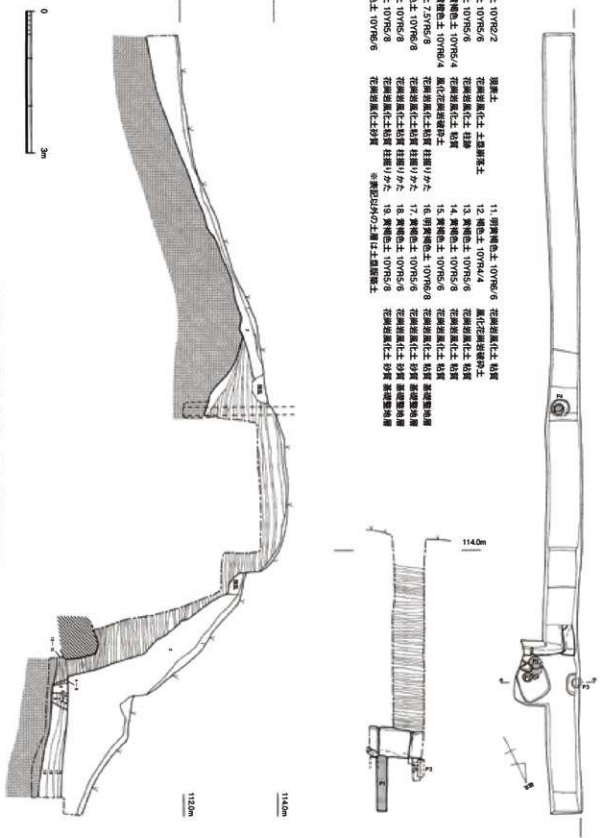 10YR2/2 現表土
10YR5/6 花崗岩風化土 土塁崩落土
10YR5/6 花崗岩風化土 柱跡
10YR5/4 花崗岩風化土 粘質
10YR6/4 風化花崗岩破砕土
7.5YR5/8 花崗岩風化土粘質 柱掘りかた
10YR6/8 花崗岩風化土粘質 柱掘りかた
10YR5/8 花崗岩風化土粘質 柱掘りかた
10YR5/8 花崗岩風化土粘質 柱掘りかた
色土 10YR6/6 花崗岩風化土砂質
11. 明黄褐色土 10YR6/6 花崗岩風化土 粘質
12. 褐色土 10YR4/4 風化花崗岩破砕土
13. 黄褐色土 10YR5/6 花崗岩風化土 粘質
14. 黄褐色土 10YR5/8 花崗岩風化土 粘質
15. 黄褐色土 10YR5/6 花崗岩風化土 粘質
16. 明黄褐色土 10YR6/8 花崗岩風化土 粘質 基礎整地層
17. 黄褐色土 10YR5/6 花崗岩風化土 砂質 基礎整地層
18. 黄褐色土 10YR5/6 花崗岩風化土 砂質 基礎整地層
19. 黄褐色土 10YR5/8 花崗岩風化土 砂質 基礎整地層
※表記以外の土層は土塁版築土
P4
P3
114.0m
P3
114.0m
112.0m
0
3m